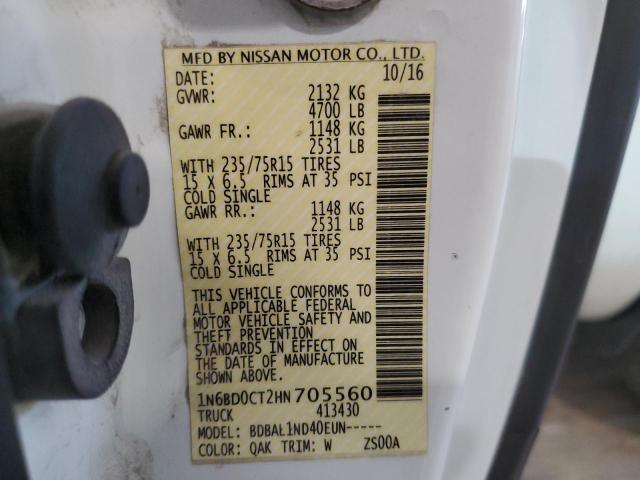 MFD BY NISSAN MOTOR CO., LTD.
DATE: 10/16
GVWR: 2132 KG
4700 LB
GAWR FR.: 1148 KG
2531 LB
WITH 235/75R15 TIRES
15 X 6.5 RIMS AT 35 PSI
COLD SINGLE
GAWR RR.: 1148 KG
2531 LB
WITH 235/75R15 TIRES
15 X 6.5 RIMS AT 35 PSI
COLD SINGLE
THIS VEHICLE CONFORMS TO
ALL APPLICABLE FEDERAL
MOTOR VEHICLE SAFETY AND
THEFT PREVENTION
STANDARDS IN EFFECT ON
THE DATE OF MANUFACTURE
SHOWN ABOVE.
1N6BD0CT2HN705560
TRUCK 413430
MODEL: BDBAL1ND40EUN-----
COLOR: QAK TRIM: W ZS00A